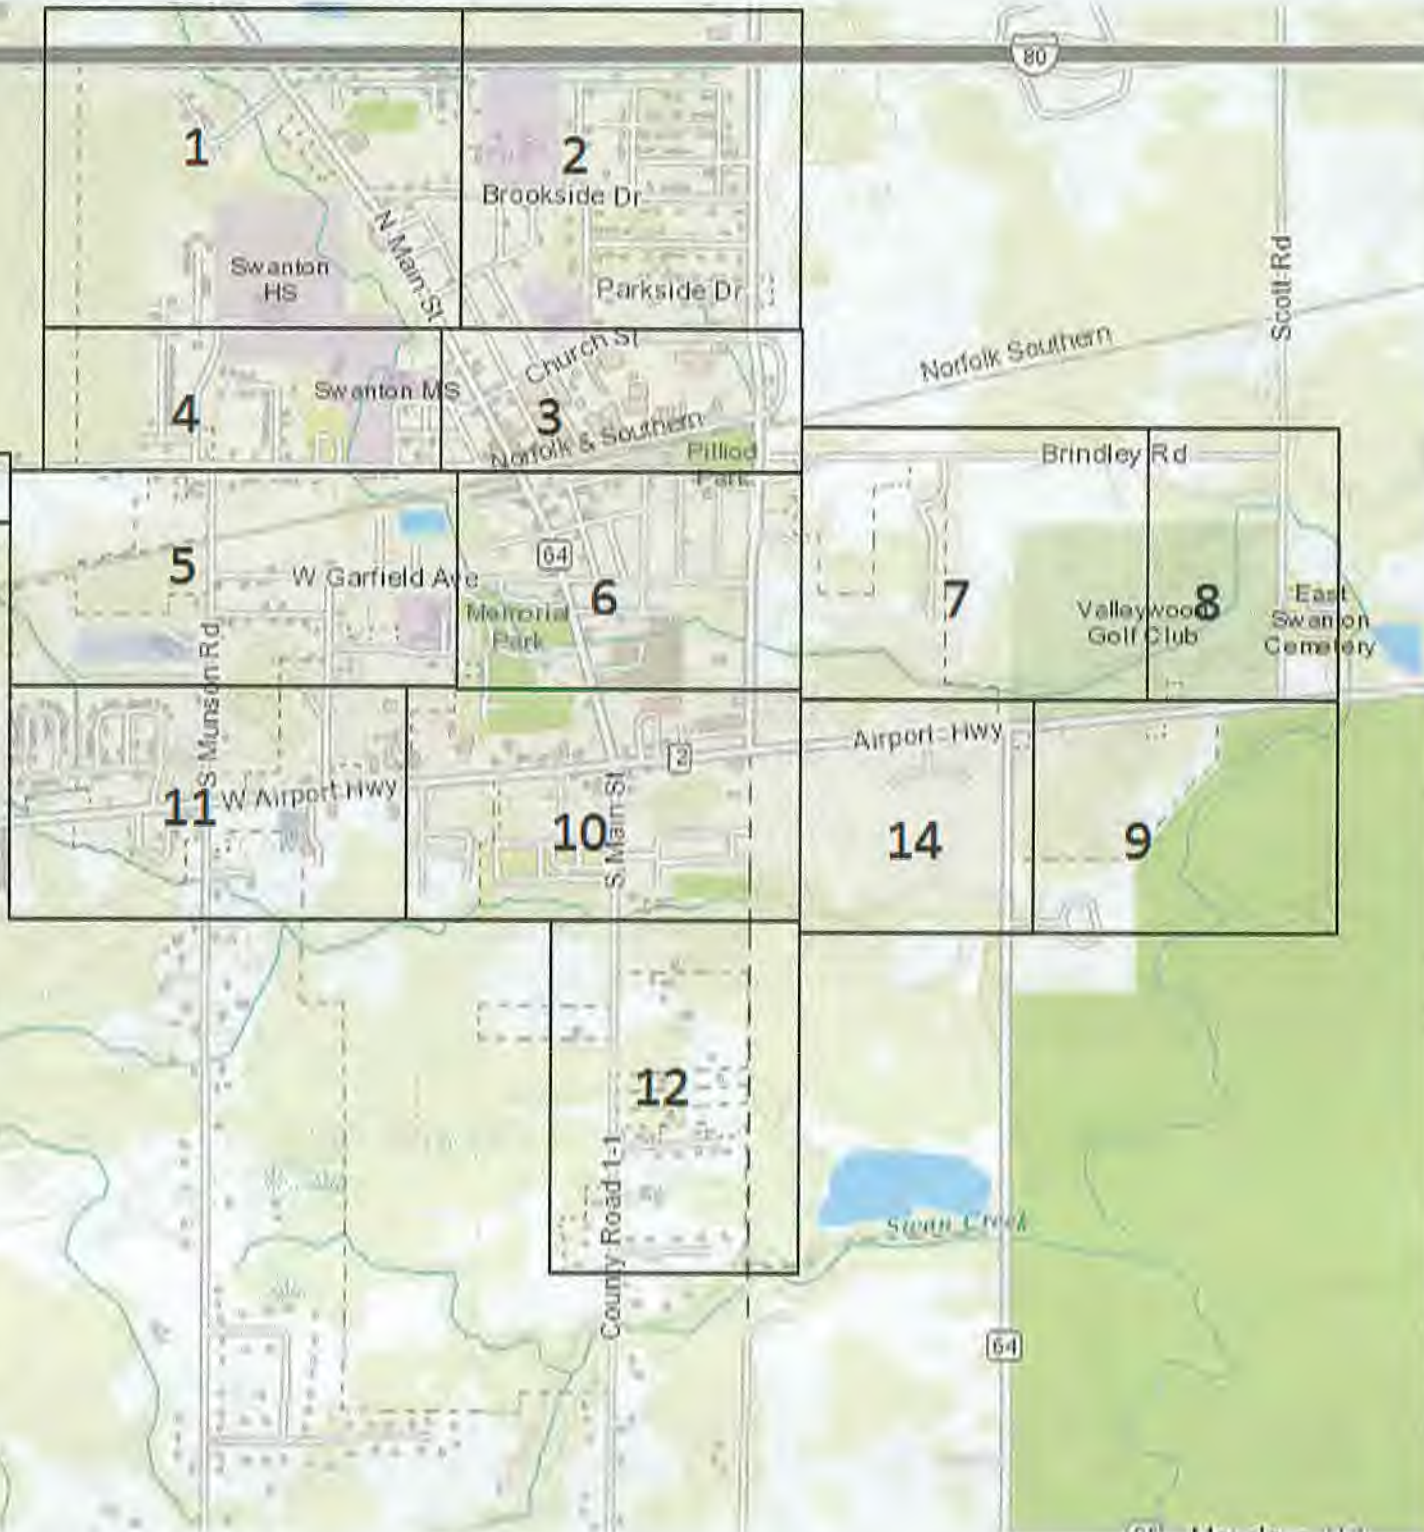 80
1
2
Brookside Dr
N Main St
Swanton
HS
Parkside Dr
Scott Rd
Norfolk Southern
Church St
4
Swanton MS
3
Norfolk & Southern
Pilliod
Park
Brindley Rd
5
64
W Garfield Ave
6
Memorial
Park
7
8
Valleywood
Golf Club
East
Swanton
Cemetery
S Munson Rd
Airport Hwy
2
W Airport Hwy
11
10
S Main St
14
9
12
County Road 1-1
Swan Creek
64